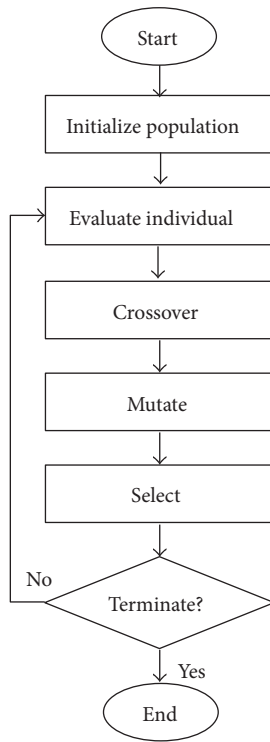 Start
Initialize population
Evaluate individual
Crossover
Mutate
Select
Terminate?
No
Yes
End